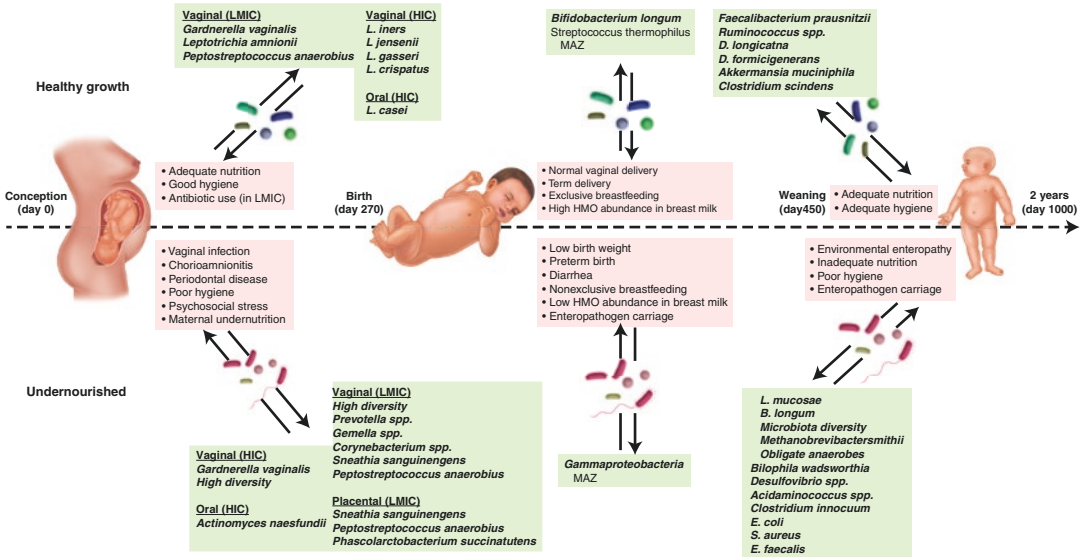 Vaginal (LMIC)
Gardnerella vaginalis
Leptotrichia amnionii
Peptostreptococcus anaerobius
Vaginal (HIC)
L. iners
L jensenii
L. gasseri
L. crispatus
Oral (HIC)
L. casei
Bifidobacterium longum
Streptococcus thermophilus
MAZ
Faecalibacterium prausnitzii
Ruminococcus spp.
D. longicatna
D. formicigenerans
Akkermansia muciniphila
Clostridium scindens
Healthy growth
• Adequate nutrition
• Good hygiene
• Antibiotic use (in LMIC)
• Normal vaginal delivery
• Term delivery
• Exclusive breastfeeding
• High HMO abundance in breast milk
• Adequate nutrition
• Adequate hygiene
Conception
(day 0)
Birth
(day 270)
Weaning
(day450)
2 years
(day 1000)
• Vaginal infection
• Chorioamnionitis
• Periodontal disease
• Poor hygiene
• Psychosocial stress
• Maternal undernutrition
• Low birth weight
• Preterm birth
• Diarrhea
• Nonexclusive breastfeeding
• Low HMO abundance in breast milk
• Enteropathogen carriage
• Environmental enteropathy
• Inadequate nutrition
• Poor hygiene
• Enteropathogen carriage
Undernourished
Vaginal (HIC)
Gardnerella vaginalis
High diversity
Oral (HIC)
Actinomyces naesfundii
Vaginal (LMIC)
High diversity
Prevotella spp.
Gemella spp.
Corynebacterium spp.
Sneathia sanguinengens
Peptostreptococcus anaerobius
Placental (LMIC)
Sneathia sanguinengens
Peptostreptococcus anaerobius
Phascolarctobacterium succinatutens
Gammaproteobacteria
MAZ
L. mucosae
B. longum
Microbiota diversity
Methanobrevibactersmithii
Obligate anaerobes
Bilophila wadsworthia
Desulfovibrio spp.
Acidaminococcus spp.
Clostridium innocuum
E. coli
S. aureus
E. faecalis